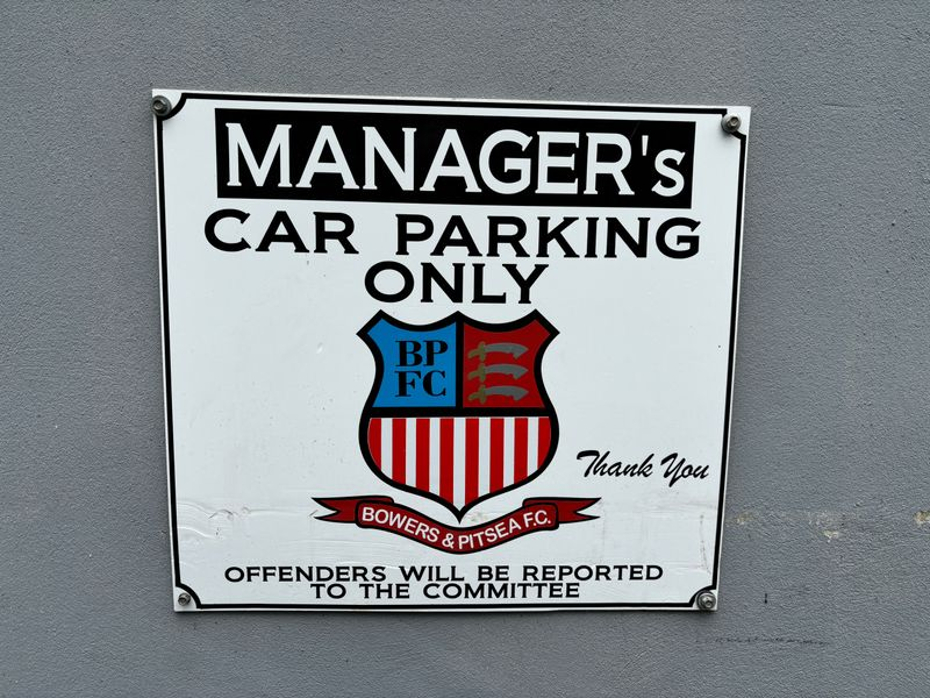 MANAGER's
CAR PARKING
ONLY
BP
FC
Thank You
BOWERS & PITSEA F.C.
OFFENDERS WILL BE REPORTED
TO THE COMMITTEE